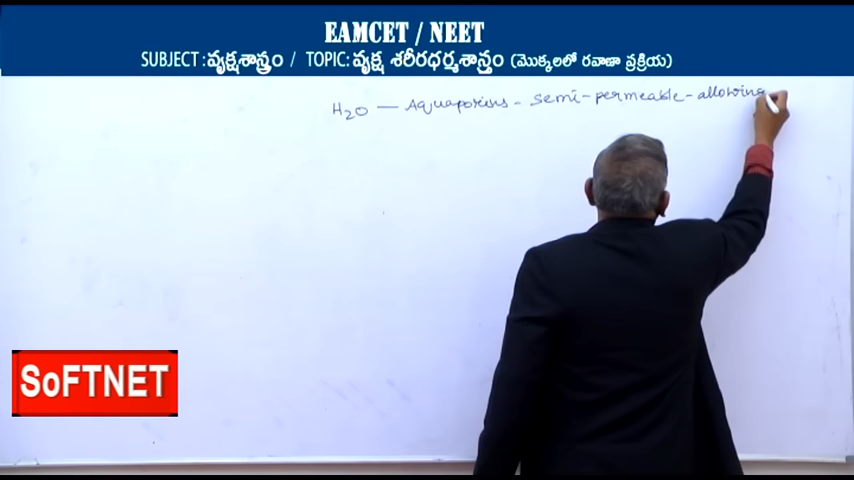 EAMCET / NEET
SUBJECT : వృక్షశాస్త్రం / TOPIC: వృక్ష శరీరధర్మశాస్త్రం (మొక్కలలో రవాణా ప్రక్రియ)
H2O — Aquaporins - semi-permeable - allowing
SoFTNET